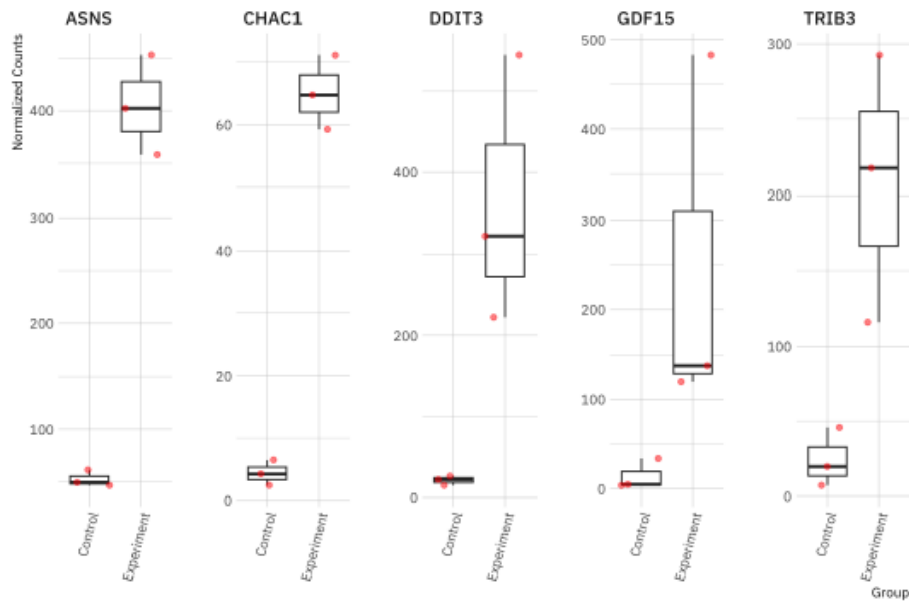 ASNS
CHAC1
DDIT3
GDF15
TRIB3
Normalized Counts
400
300
200
100
60
40
20
0
400
200
0
500
400
300
200
100
0
300
200
100
0
Control
Experiment
Control
Experiment
Control
Experiment
Control
Experiment
Control
Experiment
Group